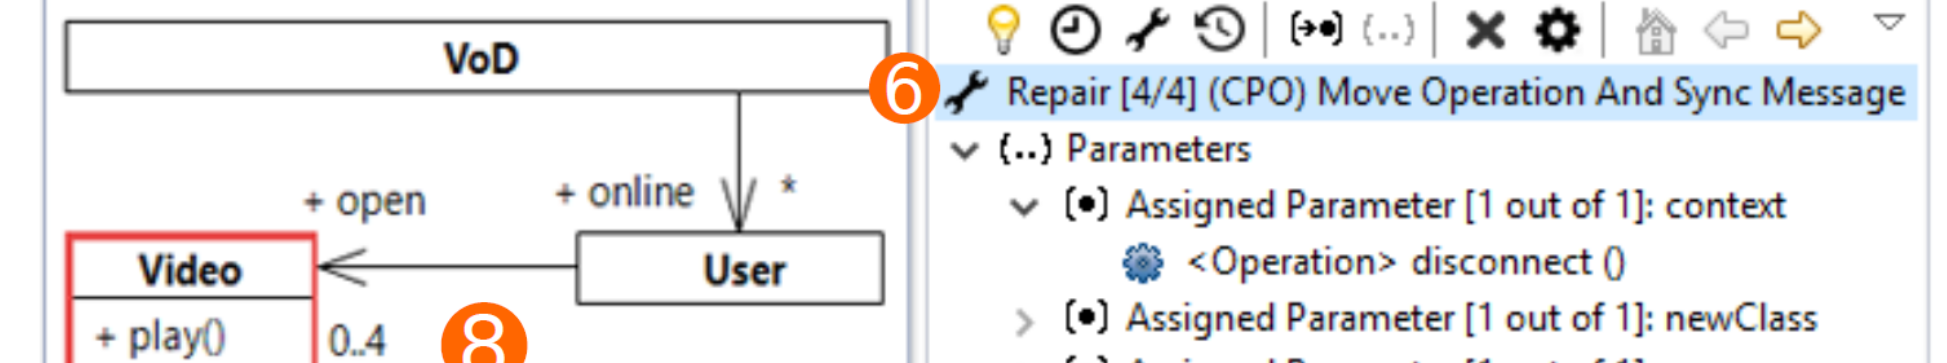 VoD
+ open
+ online
*
Video
User
+ play()
0..4
8
6
(..)
Repair [4/4] (CPO) Move Operation And Sync Message
(..) Parameters
Assigned Parameter [1 out of 1]: context
<Operation> disconnect ()
Assigned Parameter [1 out of 1]: newClass